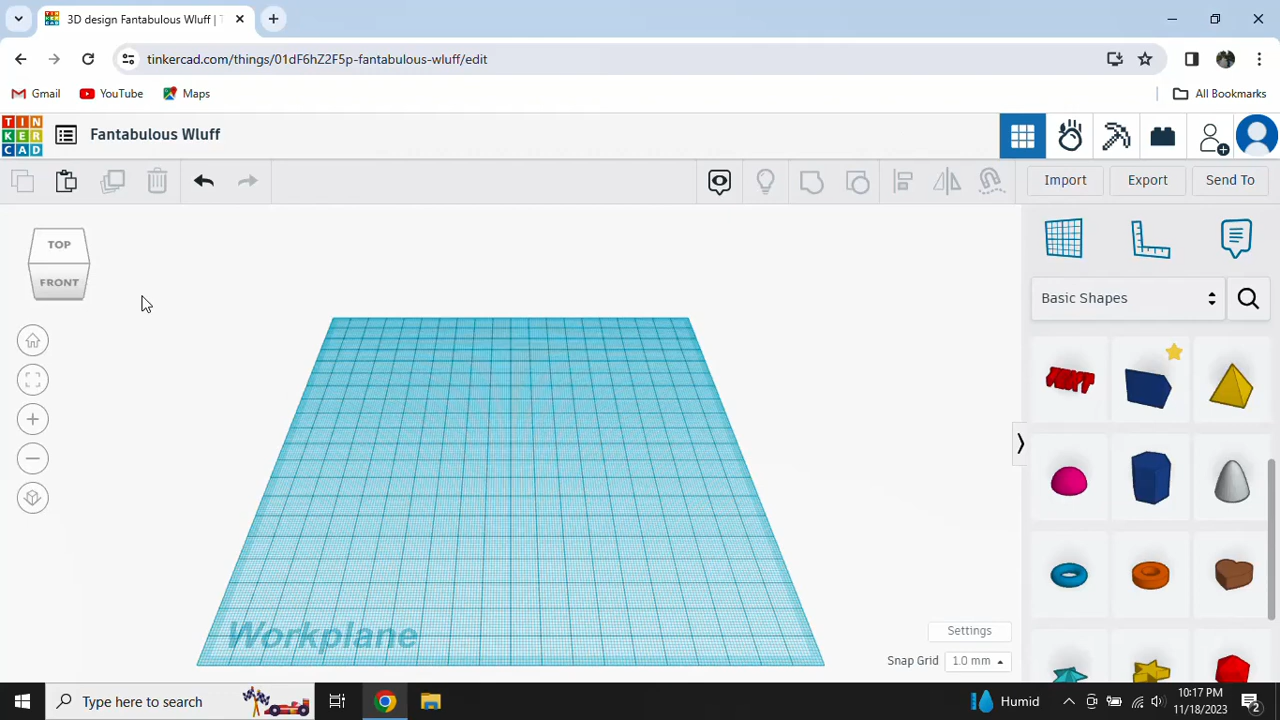 3D design Fantabulous Wluff | T
tinkercad.com/things/01dF6hZ2F5p-fantabulous-wluff/edit
Gmail
YouTube
Maps
All Bookmarks
TIN
KER
CAD
Fantabulous Wluff
Import
Export
Send To
TOP
FRONT
Basic Shapes
TEXT
Workplane
Settings
Snap Grid
1.0 mm
Type here to search
Humid
10:17 PM
11/18/2023
2